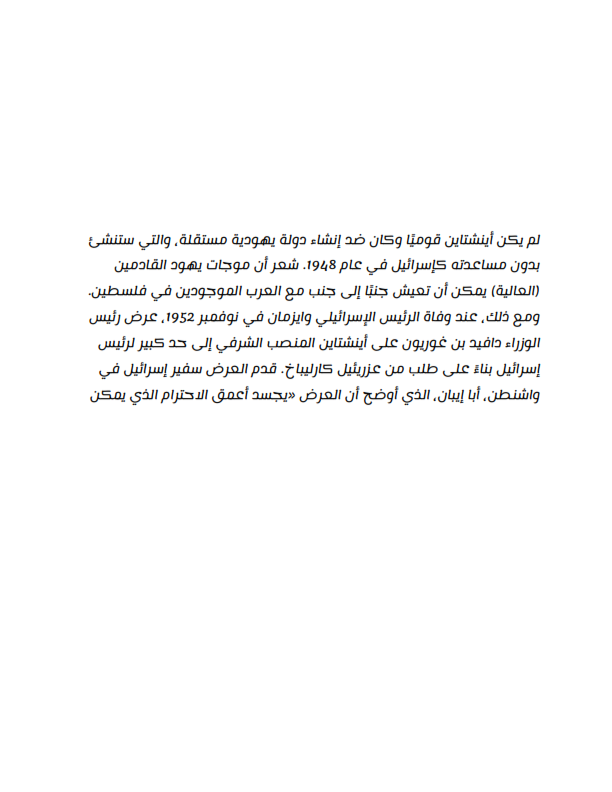 لم يكن أينشتاين قوميًا وكان ضد إنشاء دولة يهودية مستقلة، والتي ستنشئ
بدون مساعدته كإسرائيل في عام 1948. شعر أن موجات يهود القادمين
(العالية) يمكن أن تعيش جنبًا إلى جنب مع العرب الموجودين في فلسطين.
ومع ذلك، عند وفاة الرئيس الإسرائيلي وايزمان في نوفمبر 1952، عرض رئيس
الوزراء دافيد بن غوريون على أينشتاين المنصب الشرفي إلى حد كبير لرئيس
إسرائيل بناءً على طلب من عزريئيل كارليباخ. قدم العرض سفير إسرائيل في
واشنطن، أبا إيبان، الذي أوضح أن العرض «يجسد أعمق الاحترام الذي يمكن